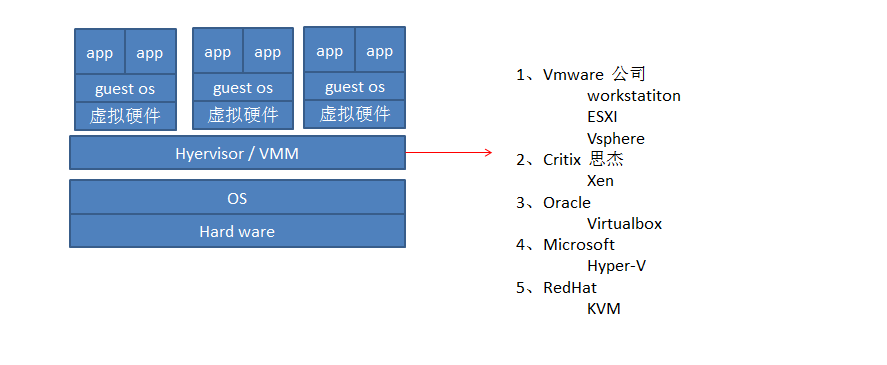 app app app app app app
guest os guest os guest os
虚拟硬件 虚拟硬件 虚拟硬件
Hyervisor / VMM
OS
Hard ware
1、Vmware 公司
workstatiton
ESXI
Vsphere
2、Critix 思杰
Xen
3、Oracle
Virtualbox
4、Microsoft
Hyper-V
5、RedHat
KVM